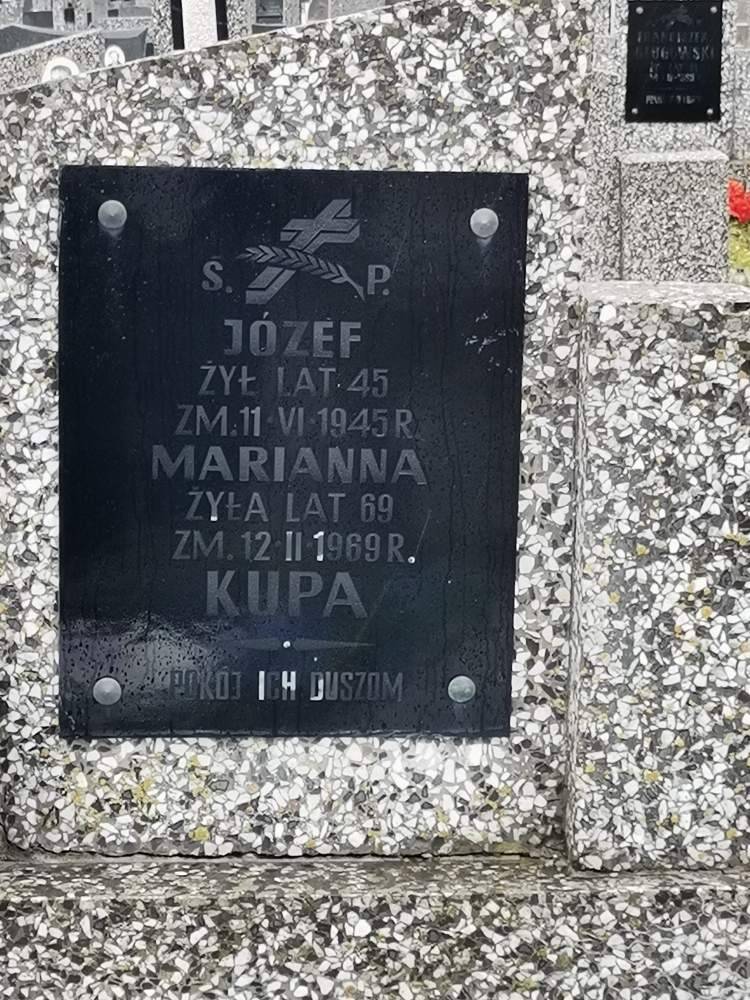 Ś. P.
JÓZEF
ŻYŁ LAT 45
ZM. 11·VI·1945 R.
MARIANNA
ŻYŁA LAT 69
ZM. 12·II·1969 R.
KUPA
POKÓJ ICH DUSZOM